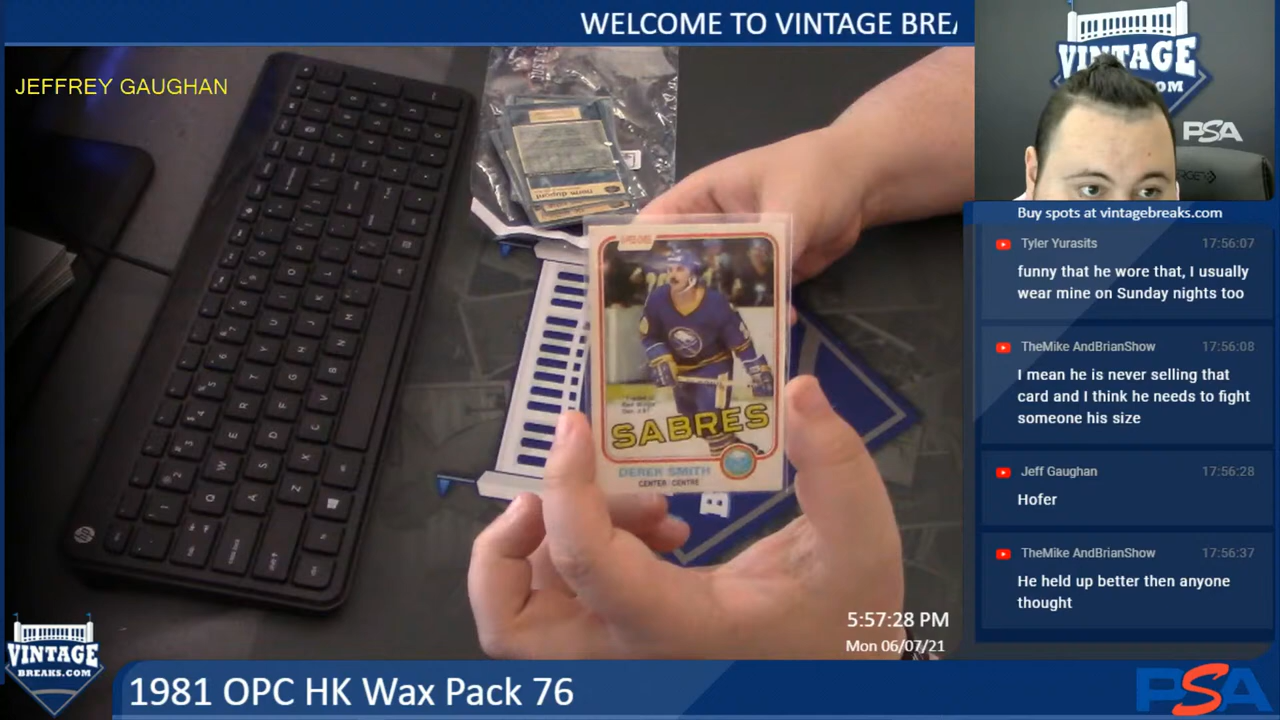 WELCOME TO VINTAGE BREA
JEFFREY GAUGHAN
VINTAGE
.COM
PSA
norm dupont
SABRES
DEREK SMITH
CENTER/CENTRE
Buy spots at vintagebreaks.com
Tyler Yurasits 17:56:07
funny that he wore that, I usually
wear mine on Sunday nights too
TheMike AndBrianShow 17:56:08
I mean he is never selling that
card and I think he needs to fight
someone his size
Jeff Gaughan 17:56:28
Hofer
TheMike AndBrianShow 17:56:37
He held up better then anyone
thought
5:57:28 PM
Mon 06/07/21
VINTAGE
BREAKS.COM
1981 OPC HK Wax Pack 76
PSA